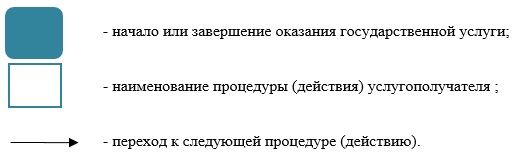 - начало или завершение оказания государственной услуги;
- наименование процедуры (действия) услугополучателя ;
- переход к следующей процедуре (действию).